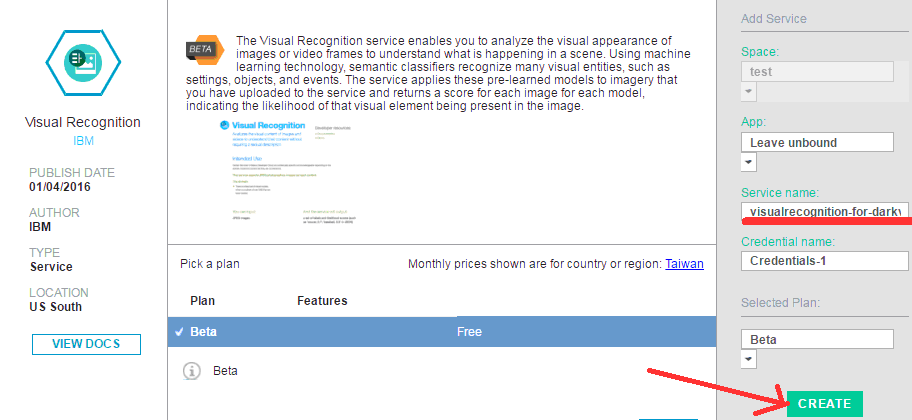 Visual Recognition
IBM
PUBLISH DATE
01/04/2016
AUTHOR
IBM
TYPE
Service
LOCATION
US South
VIEW DOCS
BETA
The Visual Recognition service enables you to analyze the visual appearance of
images or video frames to understand what is happening in a scene. Using machine
learning technology, semantic classifiers recognize many visual entities, such as
settings, objects, and events. The service applies these pre-learned models to imagery that
you have uploaded to the service and returns a score for each image for each model,
indicating the likelihood of that visual element being present in the image.
Visual Recognition
Developer resources
Intended Use
Pick a plan
Monthly prices shown are for country or region: Taiwan
Plan Features
Beta Free
Beta
Add Service
Space:
test
App:
Leave unbound
Service name:
visualrecognition-for-dark
Credential name:
Credentials-1
Selected Plan:
Beta
CREATE